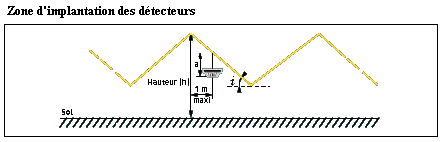 Zone d'implantation des détecteurs
a
Hauteur (h)
i
1 m
maxi
Sol